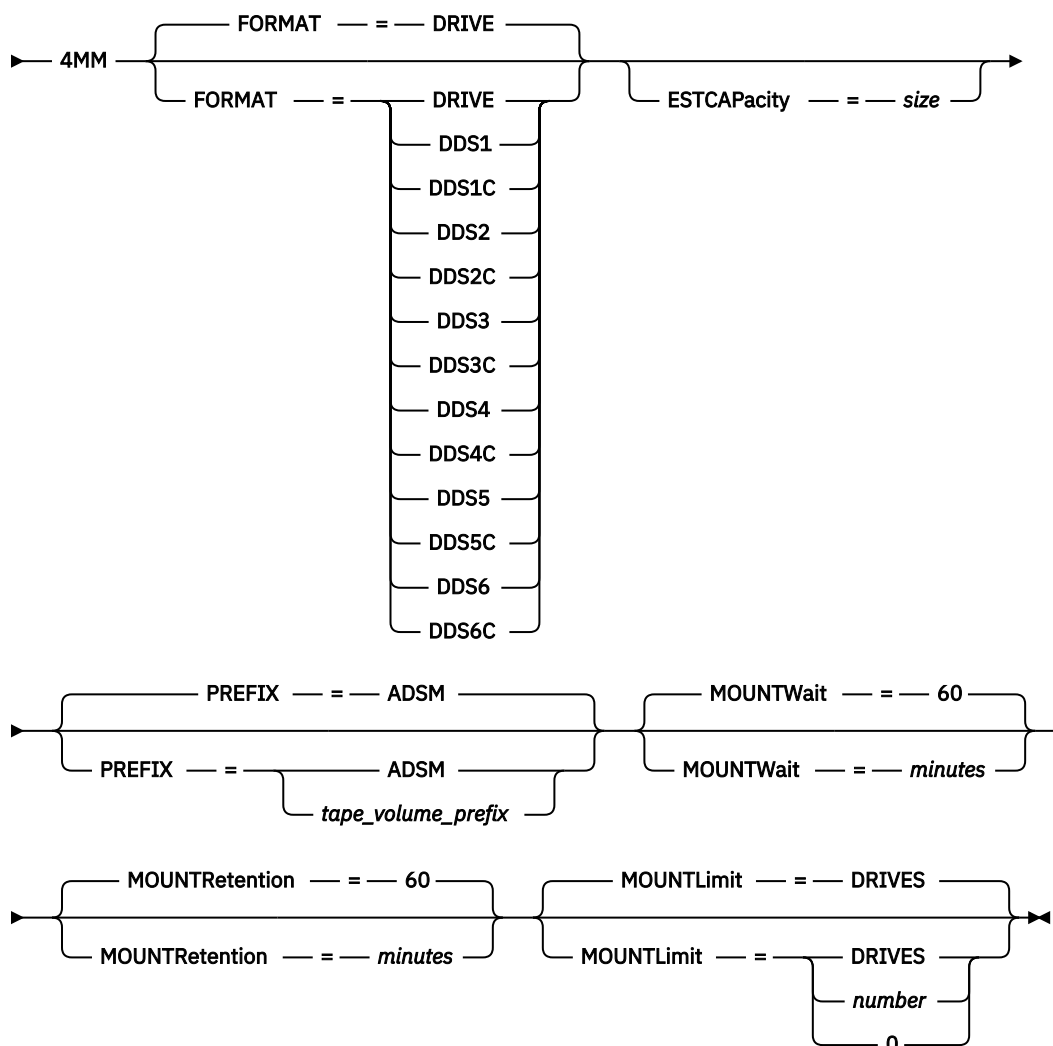 FORMAT = DRIVE
4MM
FORMAT = DRIVE
ESTCAPacity = size
DDS1
DDS1C
DDS2
DDS2C
DDS3
DDS3C
DDS4
DDS4C
DDS5
DDS5C
DDS6
DDS6C
PREFIX = ADSM
MOUNTWait = 60
PREFIX = ADSM
MOUNTWait = minutes
tape_volume_prefix
MOUNTRetention = 60
MOUNTLimit = DRIVES
MOUNTRetention = minutes
MOUNTLimit = DRIVES
number
0